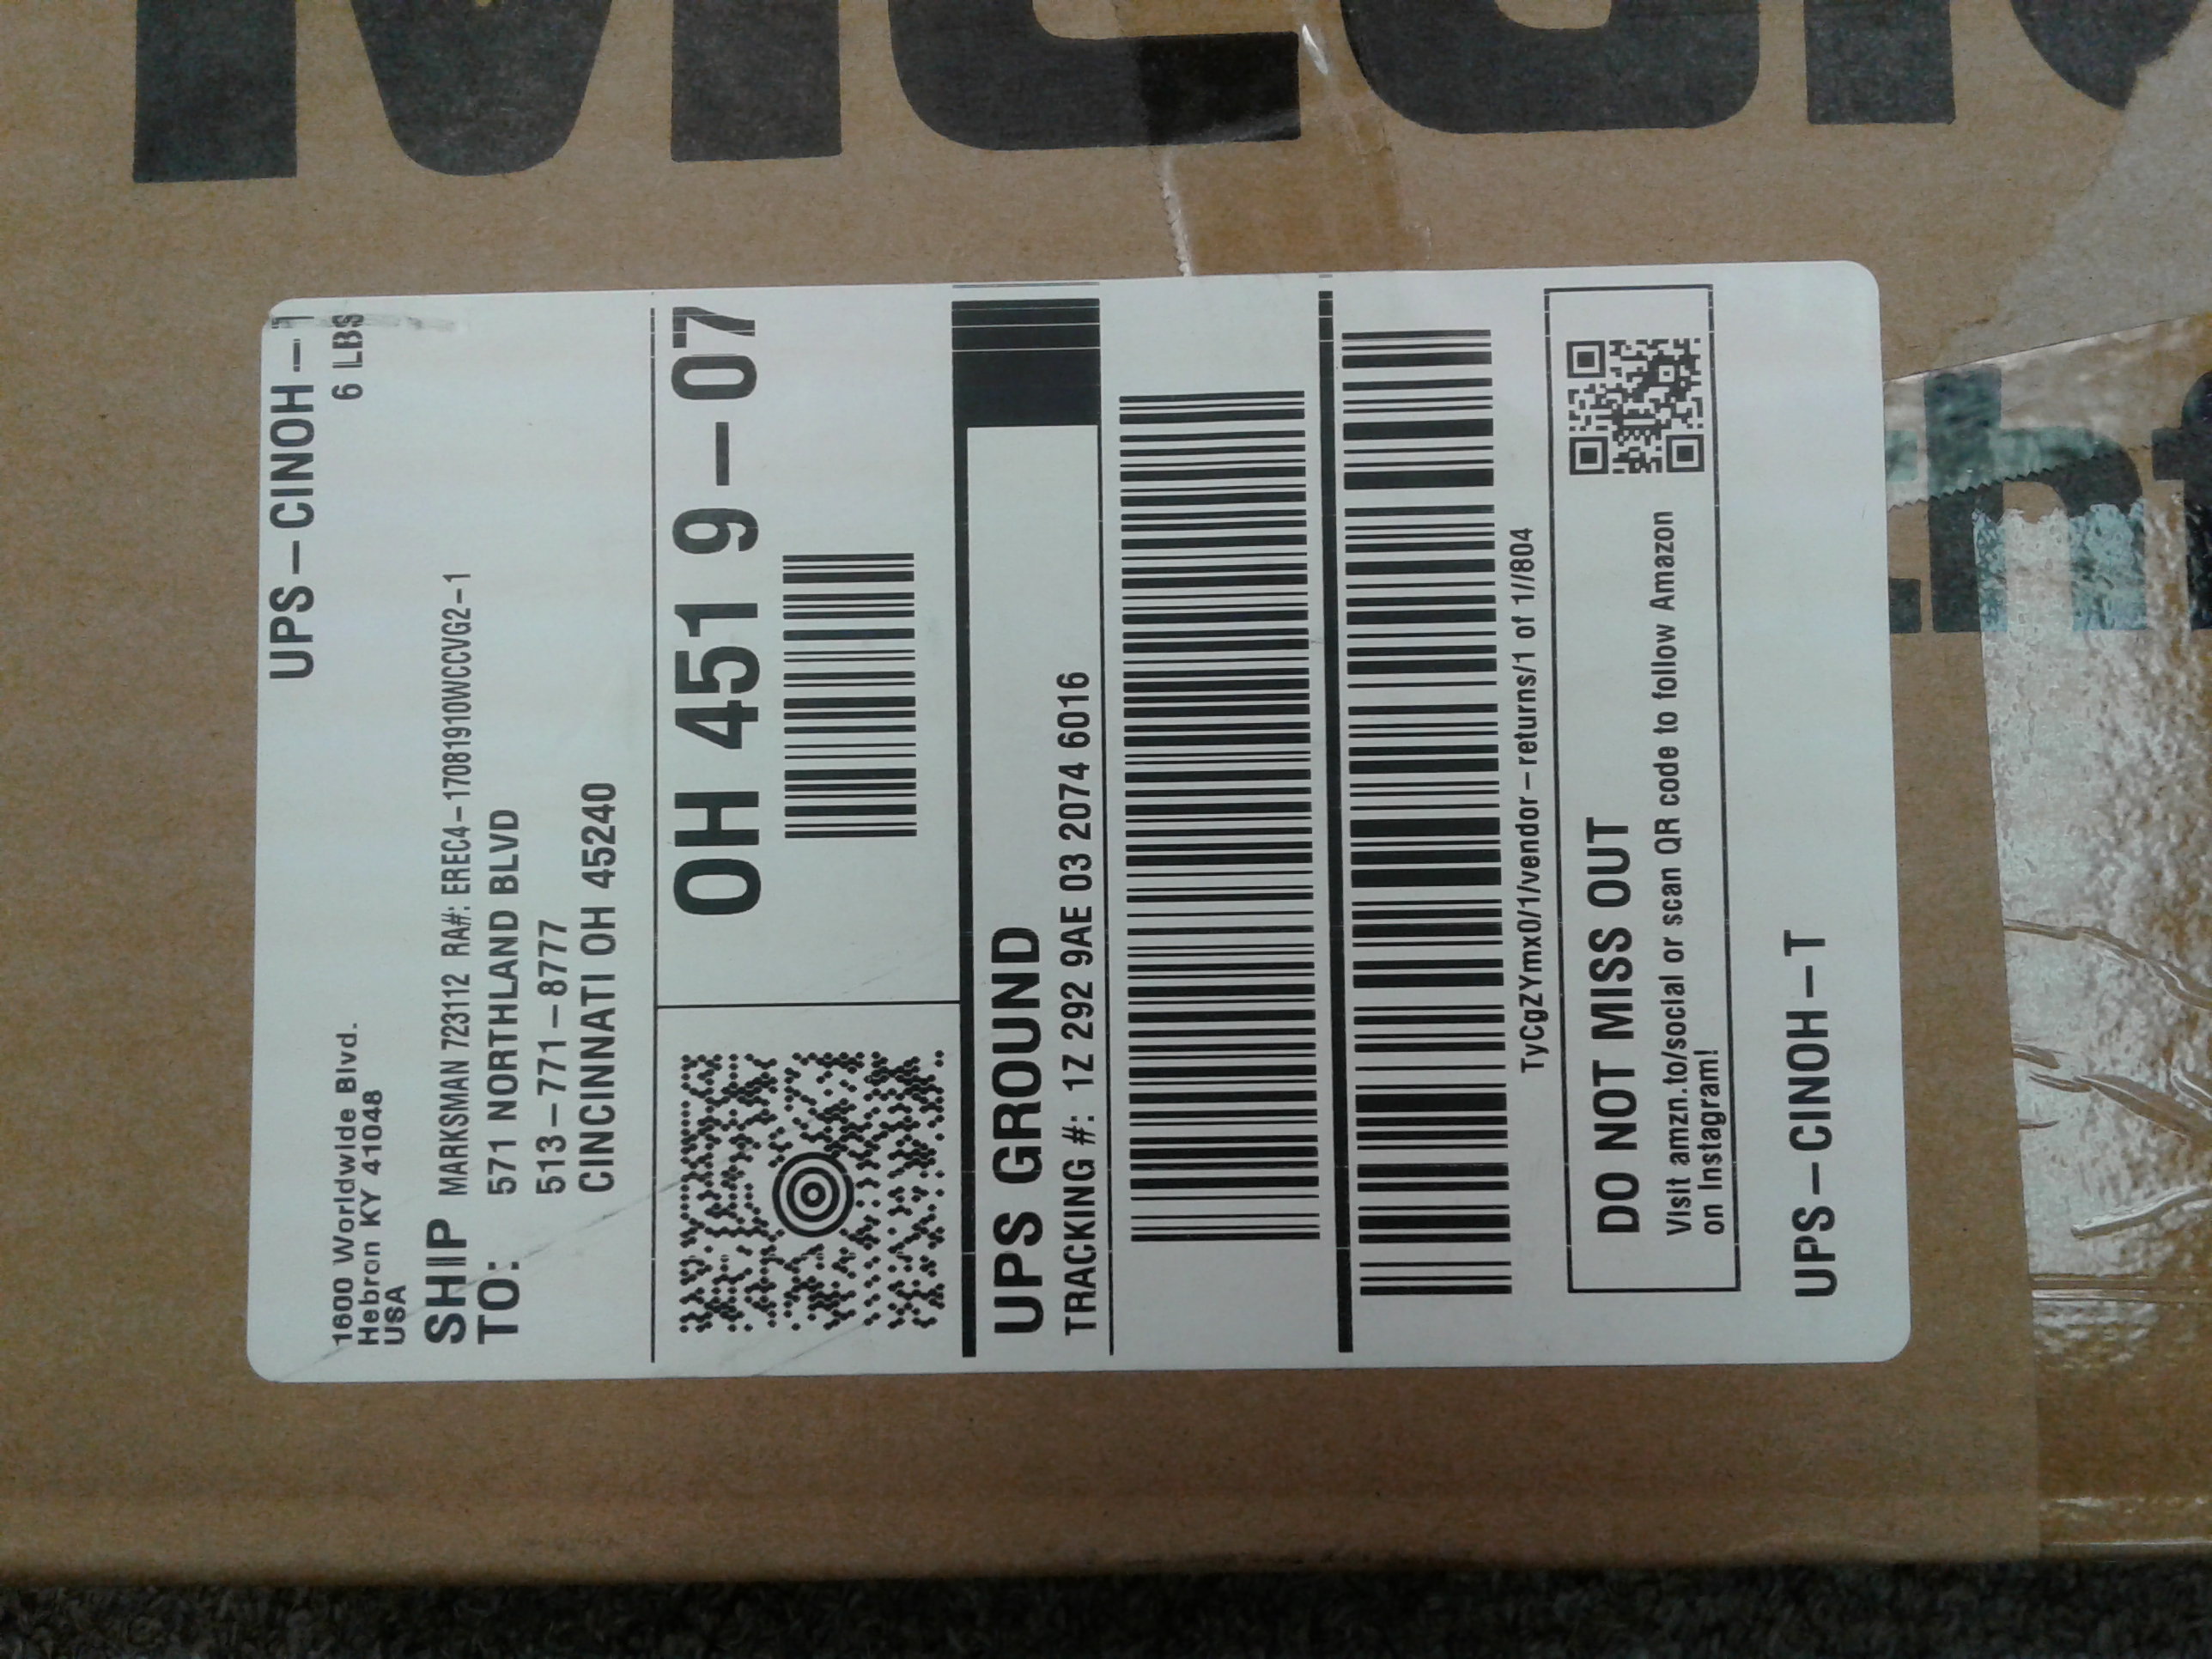 UPS-CINOH-
6 LBS
1600 Worldwide Blvd.
Hebron KY 41048
USA
SHIP TO:
MARKSMAN 723112 RA#: EREC4-17081910WCCVG2-1
571 NORTHLAND BLVD
513-771-8777
CINCINNATI OH 45240
OH 451 9-07
UPS GROUND
TRACKING #: 1Z 292 9AE 03 2074 6016
TyCgZYmx0/1/vendor-returns/1 of 1//804
DO NOT MISS OUT
Visit amzn.to/social or scan QR code to follow Amazon
on Instagram!
UPS-CINOH-T